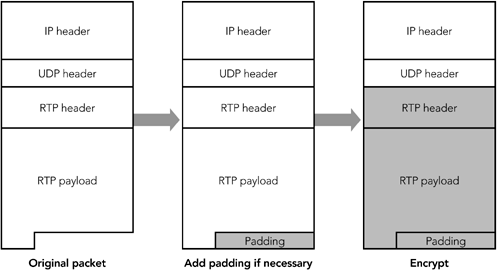 IP header
UDP header
RTP header
RTP payload
Original packet
IP header
UDP header
RTP header
RTP payload
Padding
Add padding if necessary
IP header
UDP header
RTP header
RTP payload
Padding
Encrypt